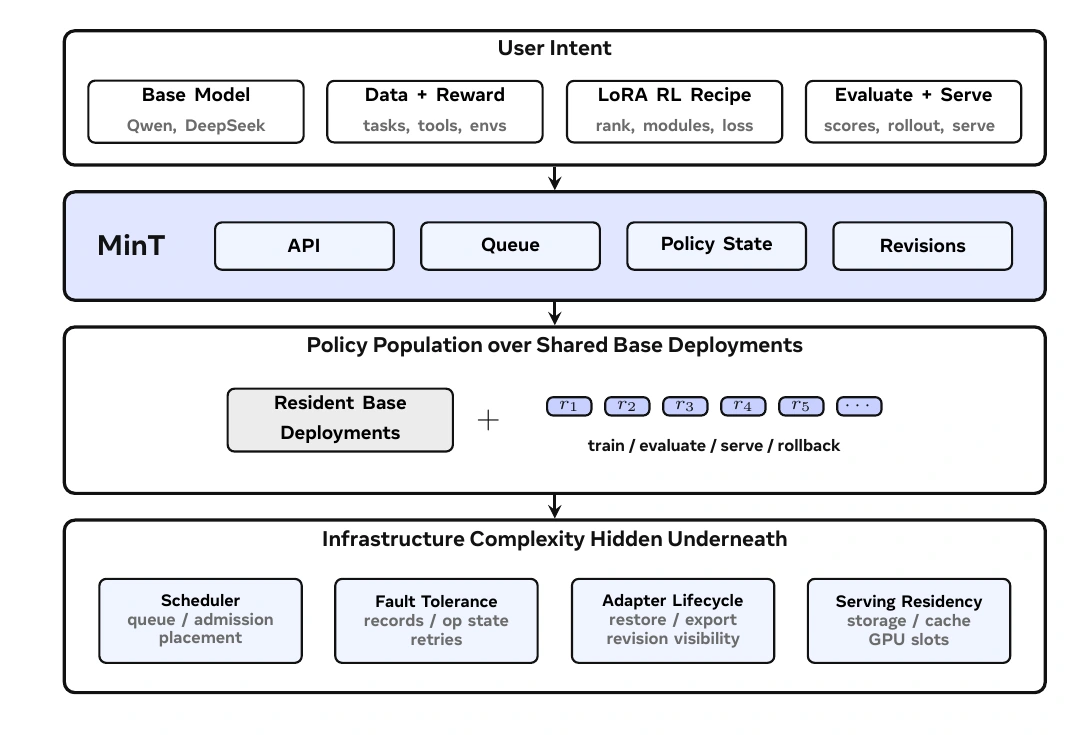 User Intent
Base Model
Qwen, DeepSeek
Data + Reward
tasks, tools, envs
LoRA RL Recipe
rank, modules, loss
Evaluate + Serve
scores, rollout, serve
MinT
API
Queue
Policy State
Revisions
Policy Population over Shared Base Deployments
Resident Base
Deployments
+
r1
r2
r3
r4
r5
···
train / evaluate / serve / rollback
Infrastructure Complexity Hidden Underneath
Scheduler
queue / admission
placement
Fault Tolerance
records / op state
retries
Adapter Lifecycle
restore / export
revision visibility
Serving Residency
storage / cache
GPU slots